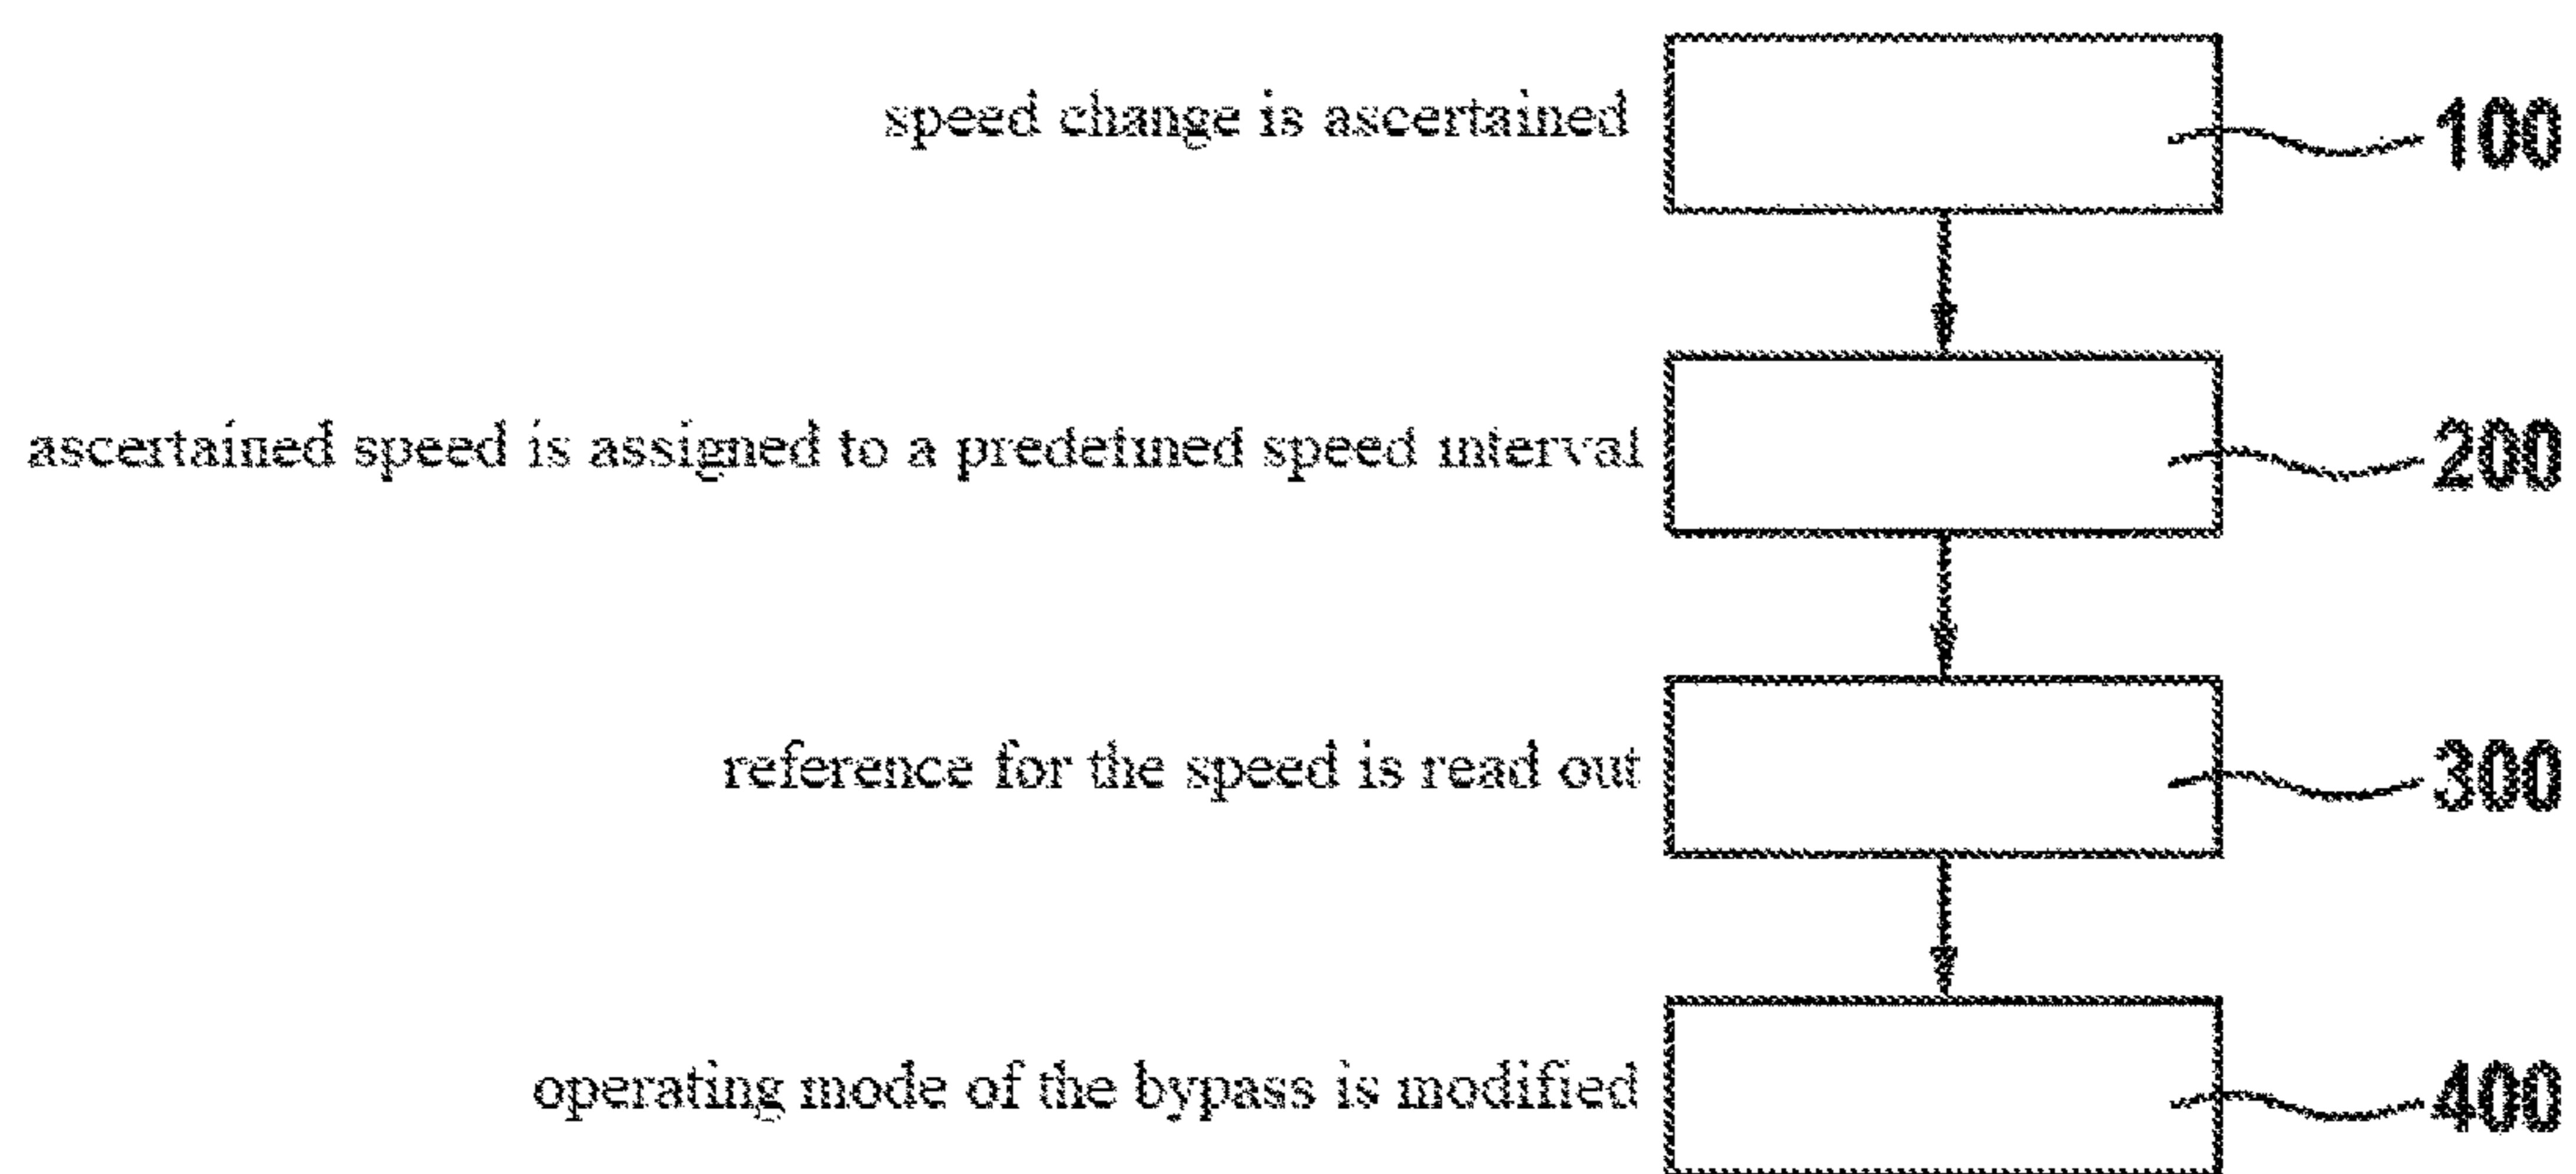 speed change is ascertained 100
ascertained speed is assigned to a predefined speed interval 200
reference for the speed is read out 300
operating mode of the bypass is modified 400